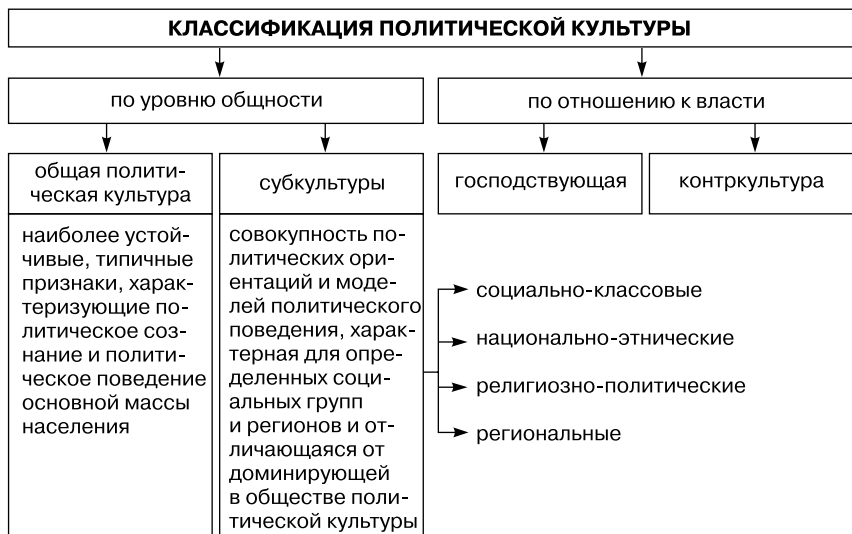 КЛАССИФИКАЦИЯ ПОЛИТИЧЕСКОЙ КУЛЬТУРЫ
по уровню общности
по отношению к власти
общая полити-
ческая культура
субкультуры
господствующая
контркультура
наиболее устой-
чивые, типичные
признаки, харак-
теризующие по-
литическое соз-
нание и полити-
ческое поведение
основной массы
населения
совокупность по-
литических ори-
ентаций и мо-
делей политического
поведения, харак-
терная для опре-
деленных соци-
альных групп
и регионов и от-
личающаяся от
доминирующей
в обществе поли-
тической культуры
социально-классовые
национально-этнические
религиозно-политические
региональные